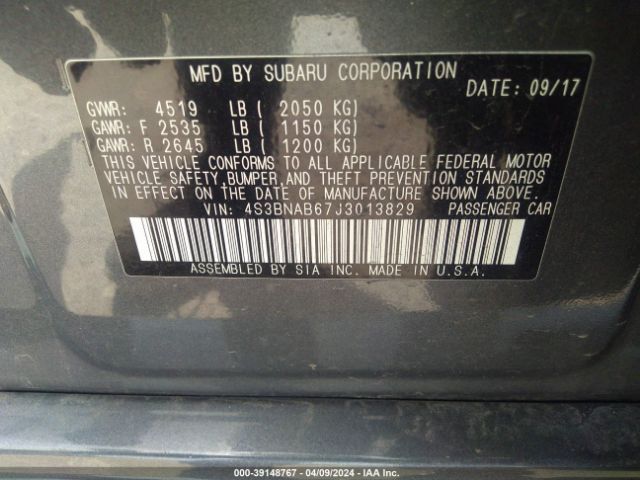 MFD BY SUBARU CORPORATION
DATE: 09/17
GVWR: 4519 LB ( 2050 KG)
GAWR: F 2535 LB ( 1150 KG)
GAWR: R 2645 LB ( 1200 KG)
THIS VEHICLE CONFORMS TO ALL APPLICABLE FEDERAL MOTOR
VEHICLE SAFETY,BUMPER,AND THEFT PREVENTION STANDARDS
IN EFFECT ON THE DATE OF MANUFACTURE SHOWN ABOVE.
VIN: 4S3BNAB67J3013829 PASSENGER CAR
ASSEMBLED BY SIA INC. MADE IN U.S.A.
000-39148767 - 04/09/2024 - IAA Inc.